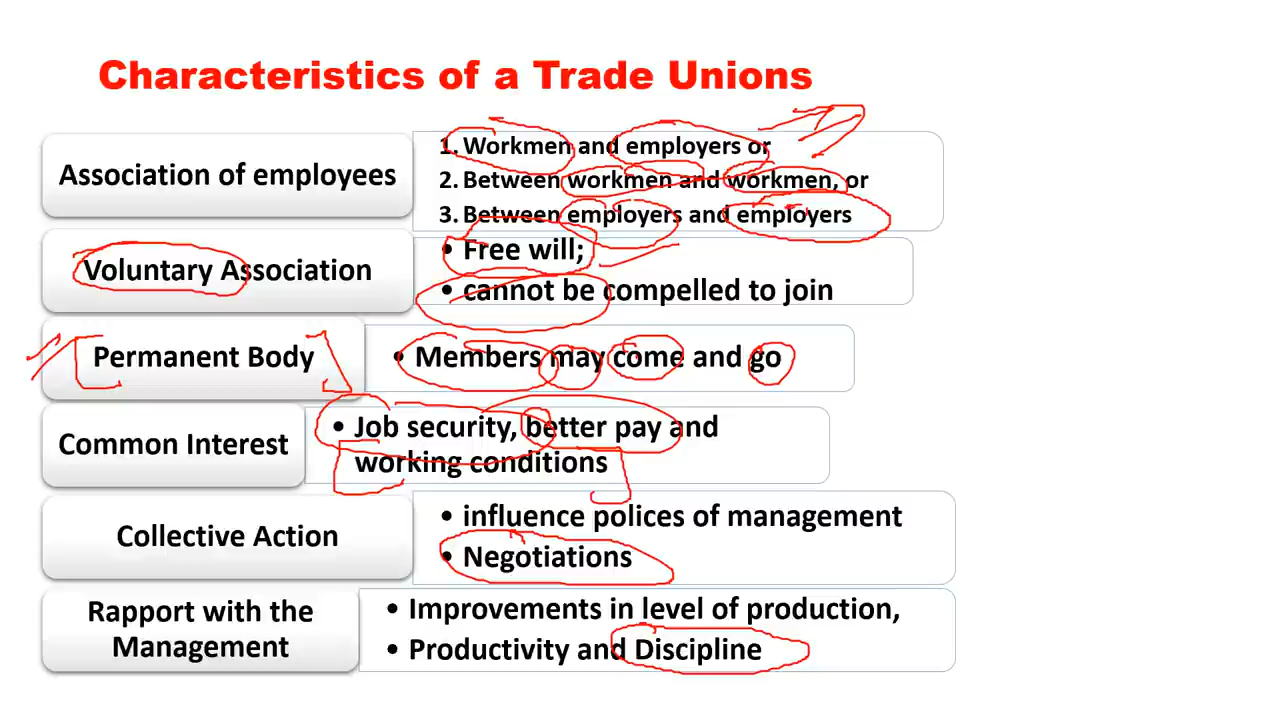 Characteristics of a Trade Unions
Association of employees
1. Workmen and employers or
2. Between workmen and workmen, or
3. Between employers and employers
Voluntary Association
• Free will;
• cannot be compelled to join
Permanent Body
• Members may come and go
Common Interest
• Job security, better pay and
working conditions
Collective Action
• influence polices of management
• Negotiations
Rapport with the
Management
• Improvements in level of production,
• Productivity and Discipline